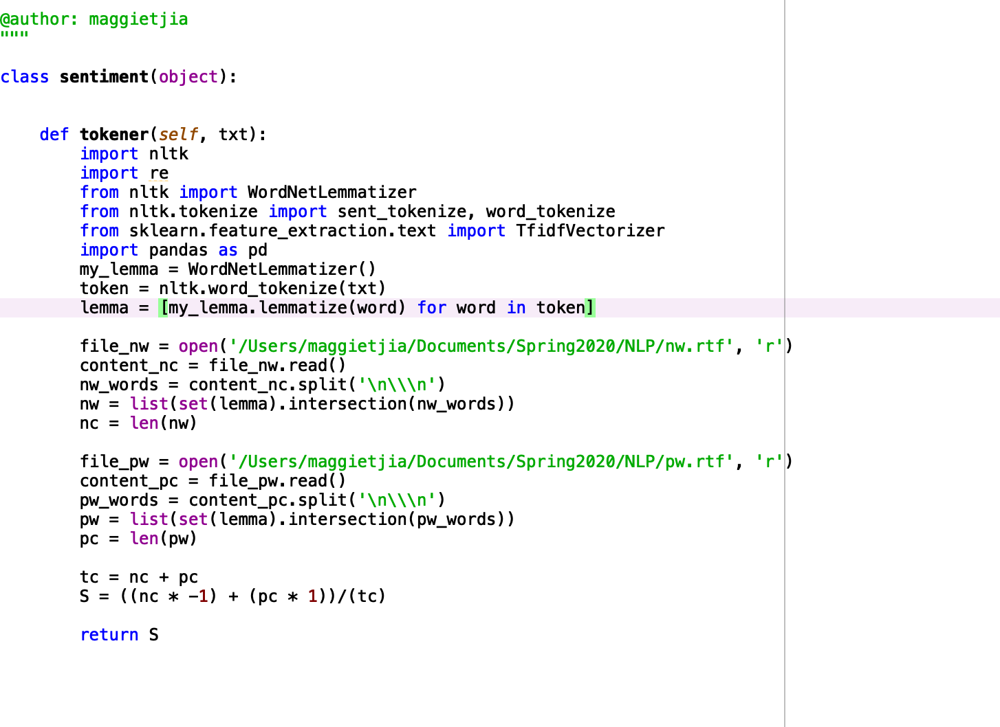 @author: maggietjia
"""
class sentiment(object):
    def tokener(self, txt):
        import nltk
        import re
        from nltk import WordNetLemmatizer
        from nltk.tokenize import sent_tokenize, word_tokenize
        from sklearn.feature_extraction.text import TfidfVectorizer
        import pandas as pd
        my_lemma = WordNetLemmatizer()
        token = nltk.word_tokenize(txt)
        lemma = [my_lemma.lemmatize(word) for word in token]
        file_nw = open('/Users/maggietjia/Documents/Spring2020/NLP/nw.rtf', 'r')
        content_nc = file_nw.read()
        nw_words = content_nc.split('\n\\\n')
        nw = list(set(lemma).intersection(nw_words))
        nc = len(nw)
        file_pw = open('/Users/maggietjia/Documents/Spring2020/NLP/pw.rtf', 'r')
        content_pc = file_pw.read()
        pw_words = content_pc.split('\n\\\n')
        pw = list(set(lemma).intersection(pw_words))
        pc = len(pw)
        tc = nc + pc
        S = ((nc * -1) + (pc * 1))/(tc)
        return S